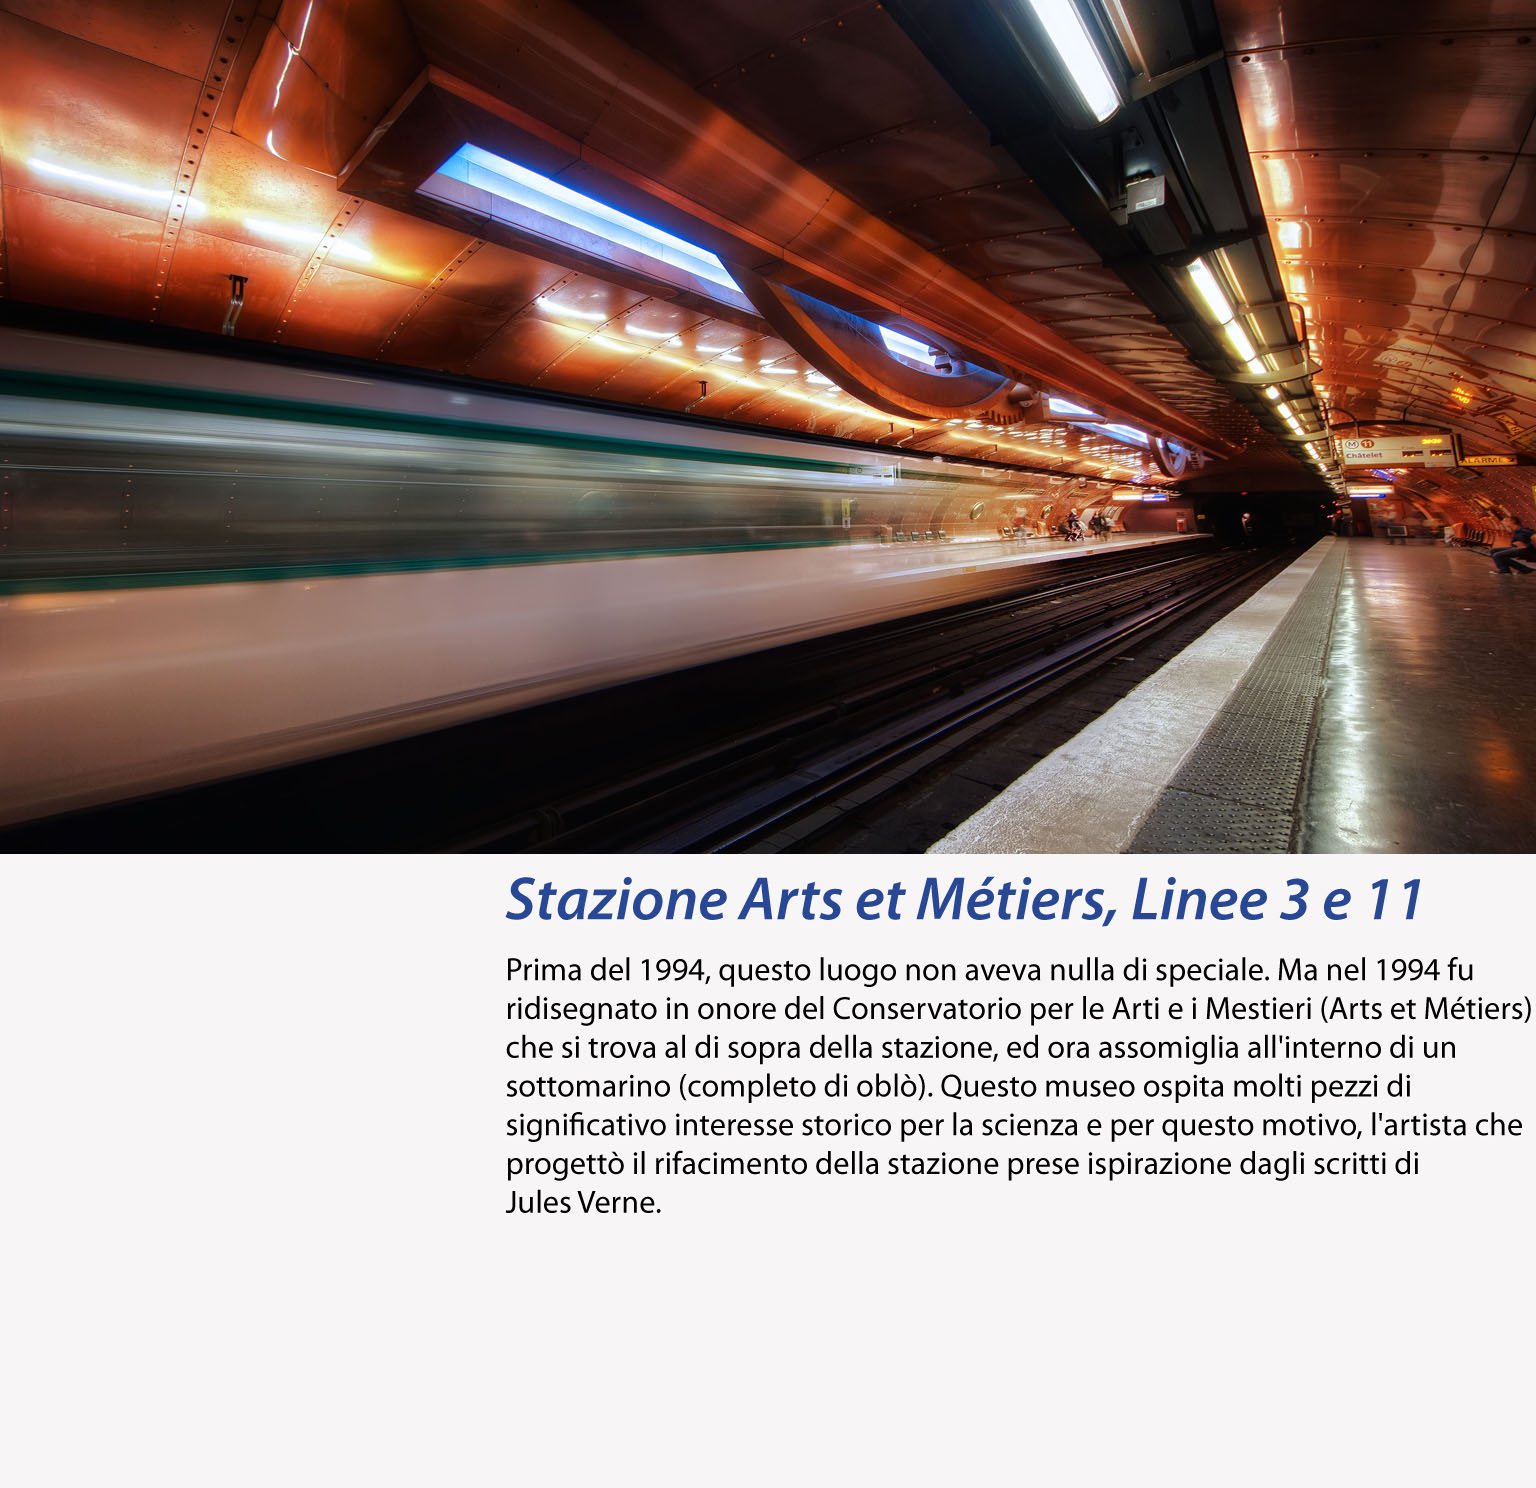 M 11
Châtelet
ALARME
Stazione Arts et Métiers, Linee 3 e 11
Prima del 1994, questo luogo non aveva nulla di speciale. Ma nel 1994 fu
ridisegnato in onore del Conservatorio per le Arti e i Mestieri (Arts et Métiers)
che si trova al di sopra della stazione, ed ora assomiglia all'interno di un
sottomarino (completo di oblò). Questo museo ospita molti pezzi di
significativo interesse storico per la scienza e per questo motivo, l'artista che
progettò il rifacimento della stazione prese ispirazione dagli scritti di
Jules Verne.